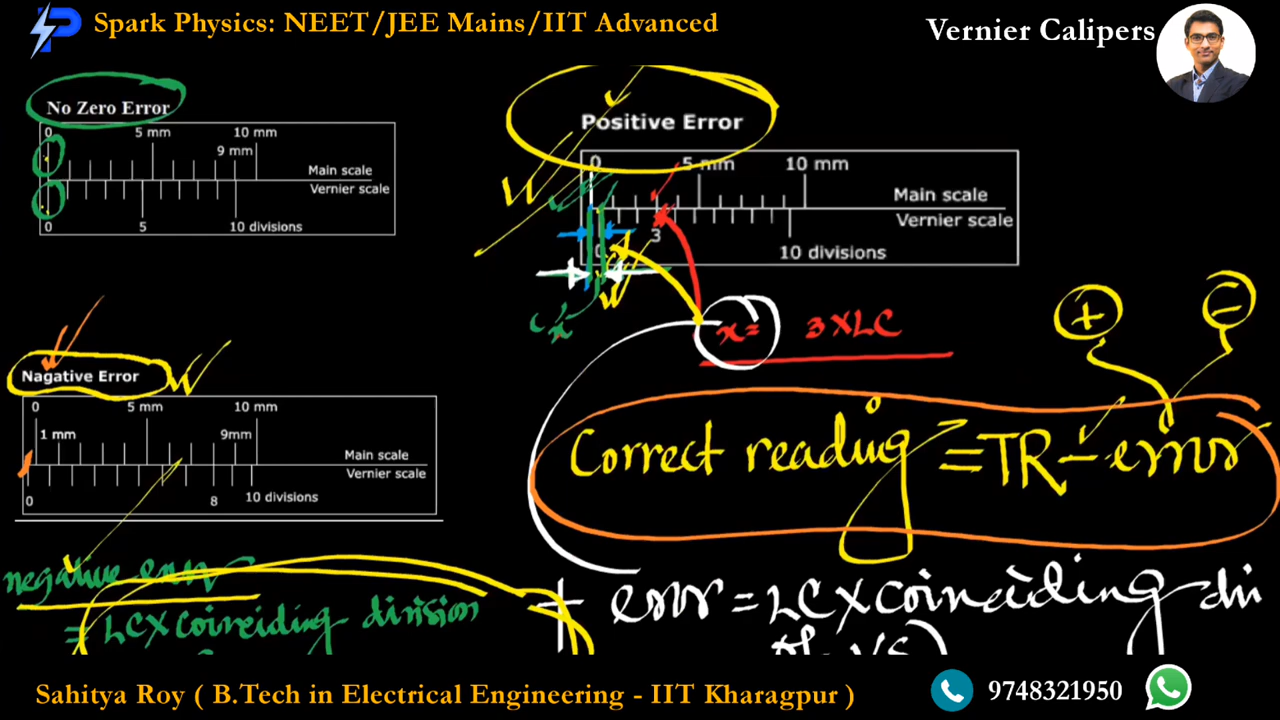 Spark Physics: NEET/JEE Mains/IIT Advanced
Vernier Calipers
No Zero Error
0 5 mm 10 mm
9 mm
Main scale
Vernier scale
0 5 10 divisions
Positive Error
0 5 mm 10 mm
Main scale
Vernier scale
0 3
10 divisions
x
x = 3 X LC
+ -
Nagative Error
0 5 mm 10 mm
1 mm 9mm
Main scale
Vernier scale
0 8 10 divisions
Correct reading = TR - error
negative error
= LC X Coinciding division
+ error = LC X Coinciding div
Sahitya Roy ( B.Tech in Electrical Engineering - IIT Kharagpur )
9748321950